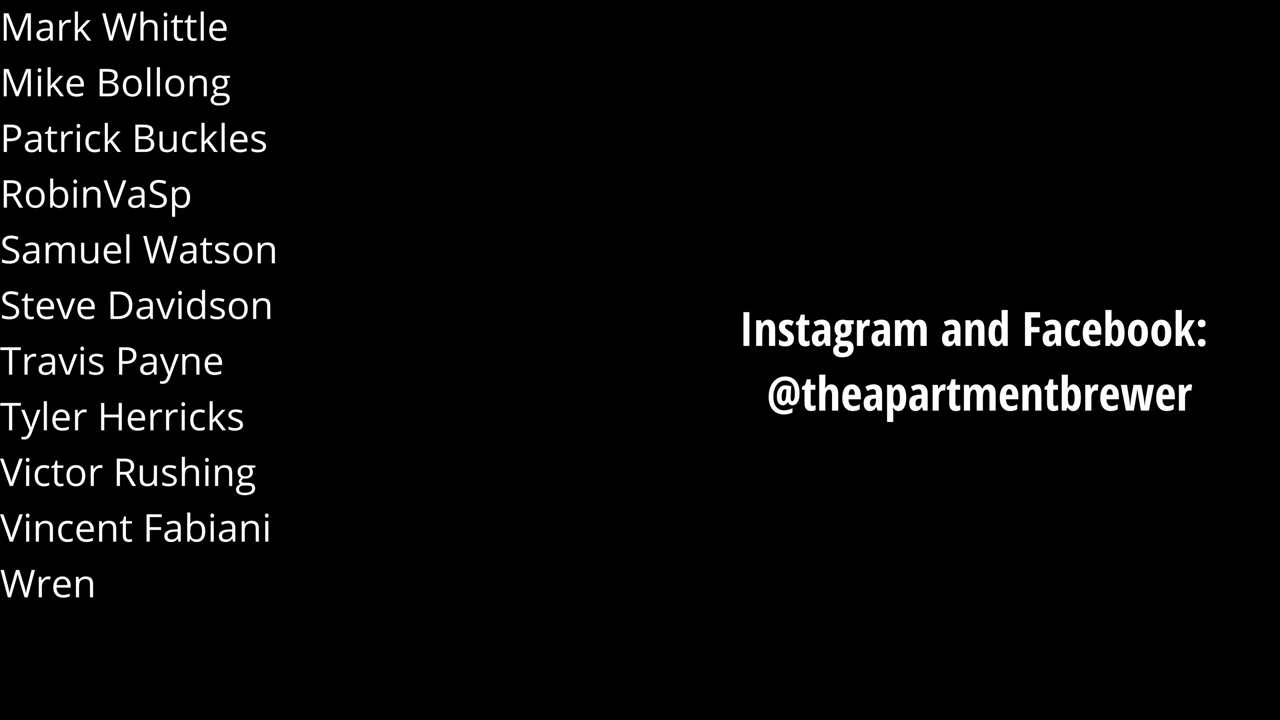 Mark Whittle
Mike Bollong
Patrick Buckles
RobinVaSp
Samuel Watson
Steve Davidson
Travis Payne
Tyler Herricks
Victor Rushing
Vincent Fabiani
Wren
Instagram and Facebook:
@theapartmentbrewer